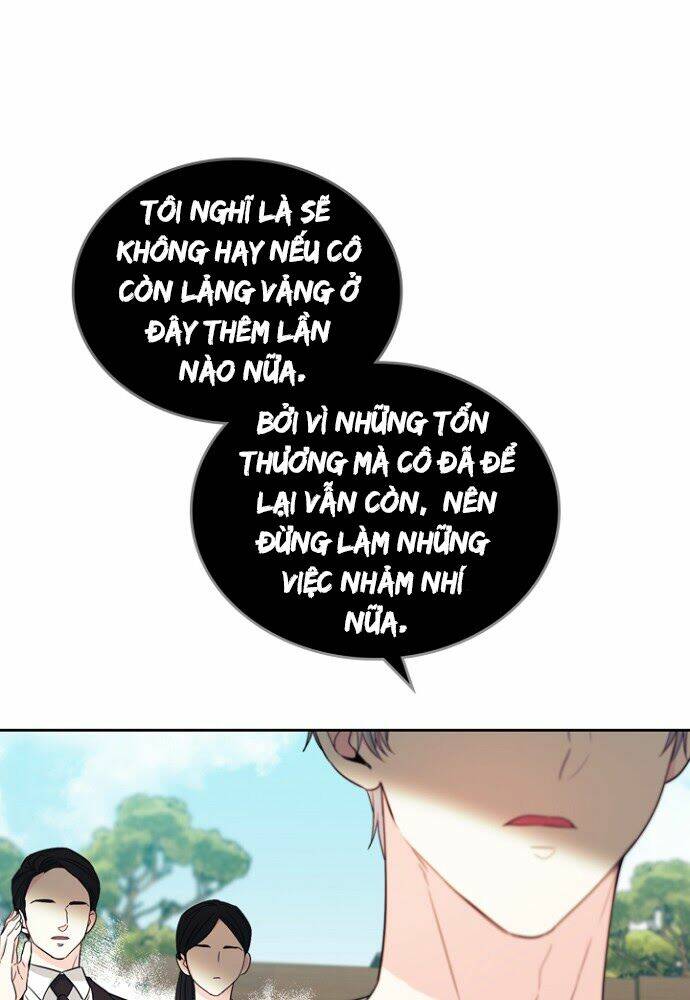 TÔI NGHĨ LÀ SẼ
KHÔNG HAY NẾU CÔ
CÒN LẢNG VẢNG Ở
ĐÂY THÊM LẦN
NÀO NỮA.
BỞI VÌ NHỮNG TỔN
THƯƠNG MÀ CÔ ĐÃ ĐỂ
LẠI VẪN CÒN, NÊN
ĐỪNG LÀM NHỮNG
VIỆC NHẢM NHÍ
NỮA.